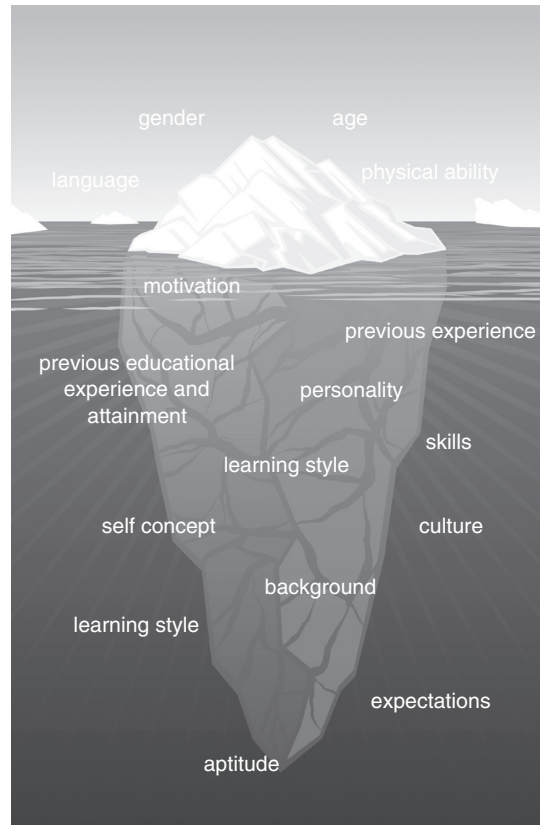 gender
age
language
physical ability
motivation
previous experience
previous educational
experience and
attainment
personality
skills
learning style
self concept
culture
background
learning style
expectations
aptitude